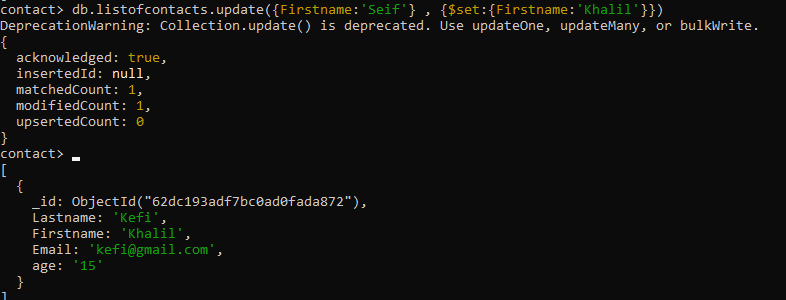 contact> db.listofcontacts.update({Firstname:'Seif'} , {$set:{Firstname:'Khalil'}})
DeprecationWarning: Collection.update() is deprecated. Use updateOne, updateMany, or bulkWrite.
{
  acknowledged: true,
  insertedId: null,
  matchedCount: 1,
  modifiedCount: 1,
  upsertedCount: 0
}
contact>
[
  {
    _id: ObjectId("62dc193adf7bc0ad0fada872"),
    Lastname: 'Kefi',
    Firstname: 'Khalil',
    Email: 'kefi@gmail.com',
    age: '15'
  }
]